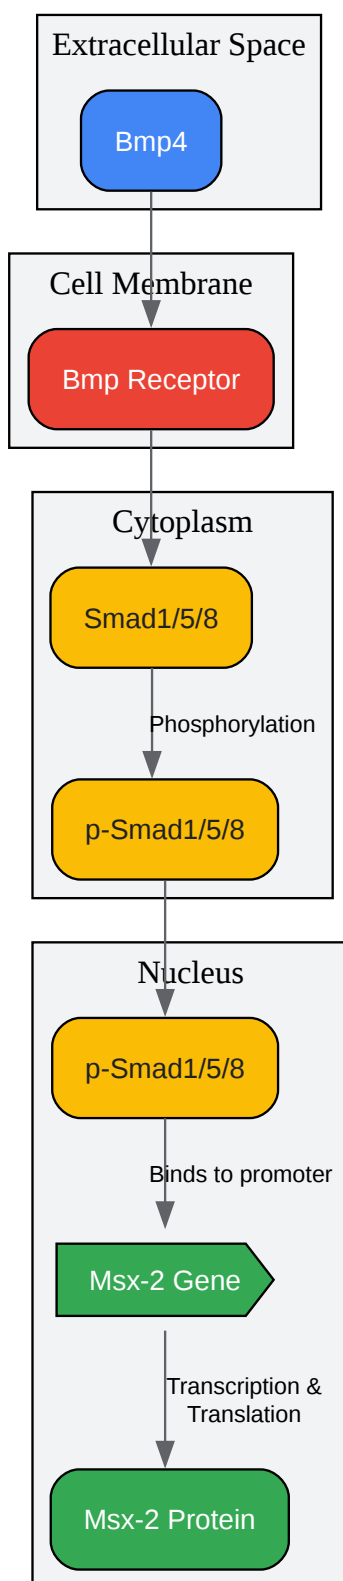 Extracellular Space
Bmp4
Cell Membrane
Bmp Receptor
Cytoplasm
Smad1/5/8
Phosphorylation
p-Smad1/5/8
Nucleus
p-Smad1/5/8
Binds to promoter
Msx-2 Gene
Transcription &
Translation
Msx-2 Protein